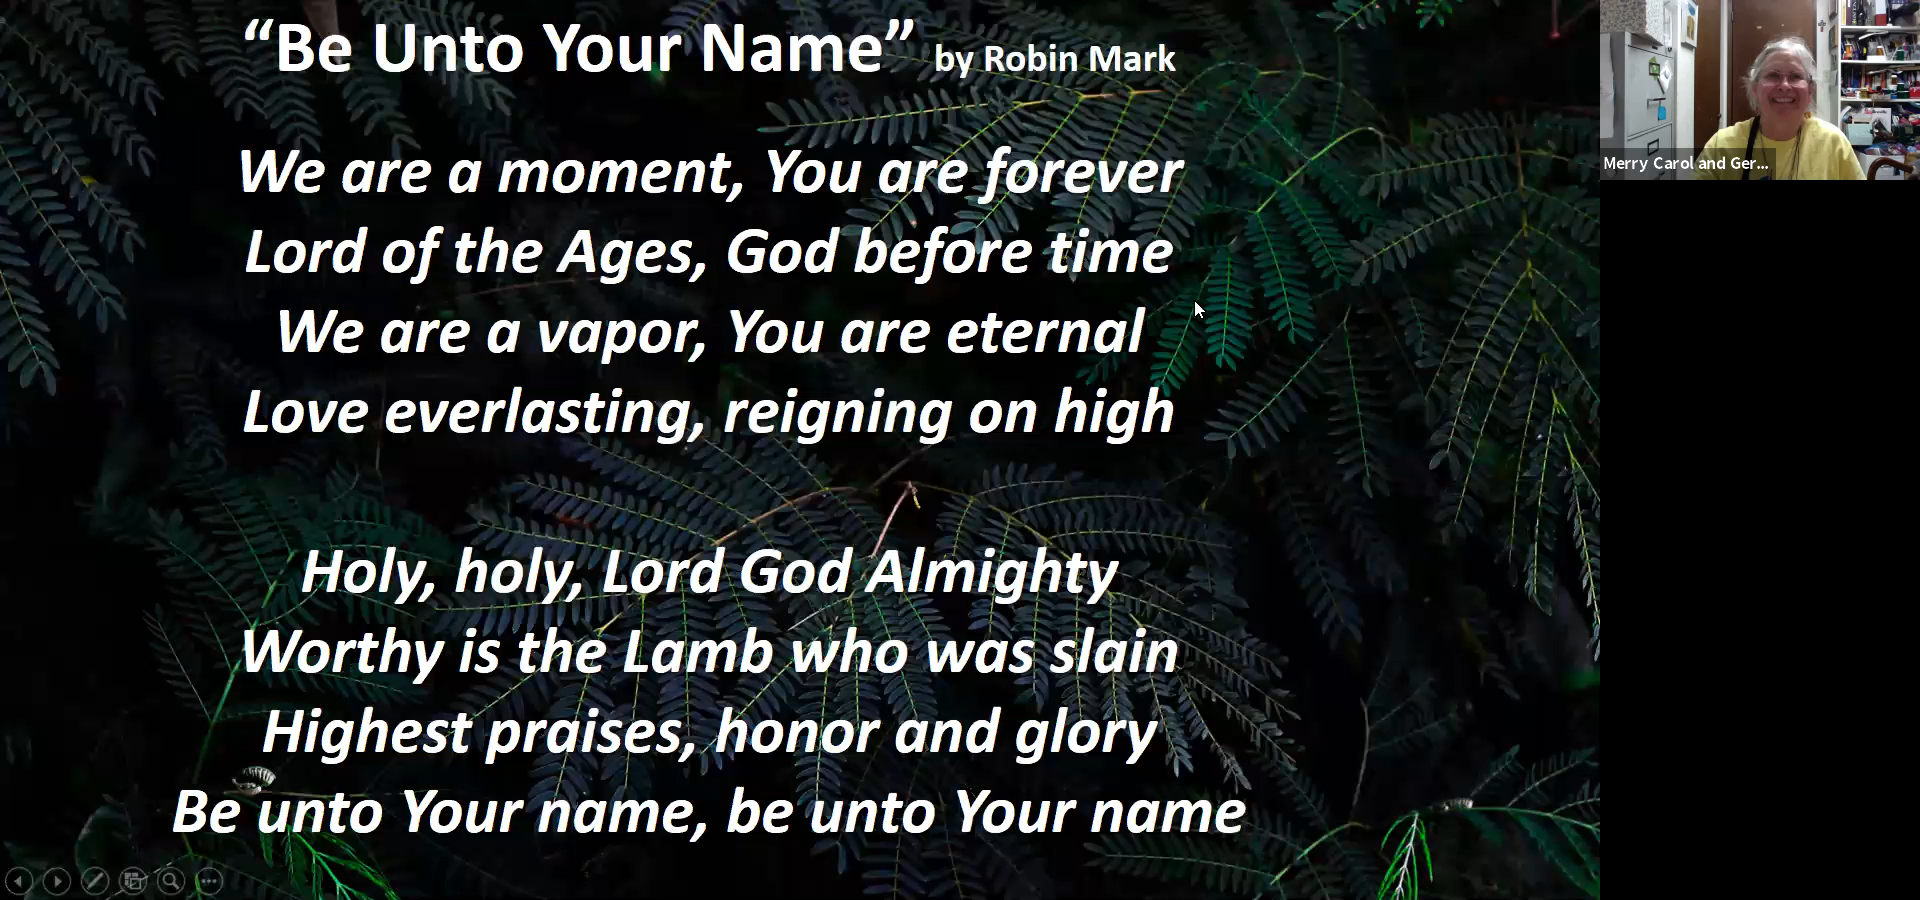 “Be Unto Your Name” by Robin Mark
We are a moment, You are forever
Lord of the Ages, God before time
We are a vapor, You are eternal
Love everlasting, reigning on high
Holy, holy, Lord God Almighty
Worthy is the Lamb who was slain
Highest praises, honor and glory
Be unto Your name, be unto Your name
Merry Carol and Ger...